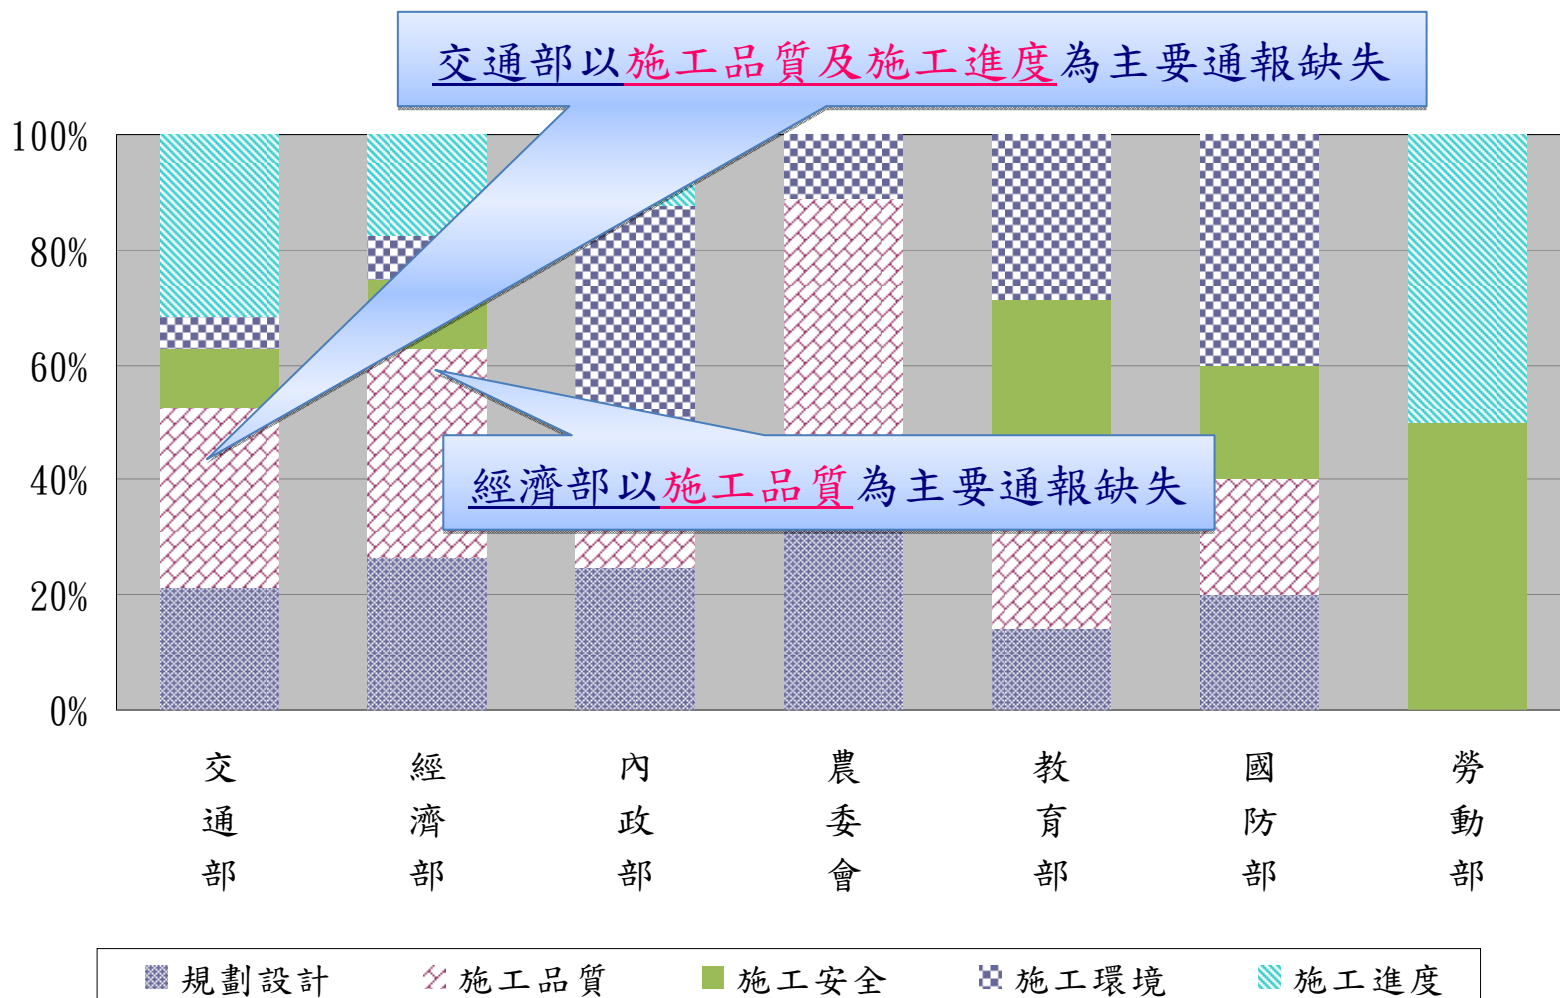 交通部以施工品質及施工進度為主要通報缺失
100%
80%
60%
40%
20%
0%
經濟部以施工品質為主要通報缺失
交通部
經濟部
內政部
農委會
教育部
國防部
勞動部
規劃設計
施工品質
施工安全
施工環境
施工進度